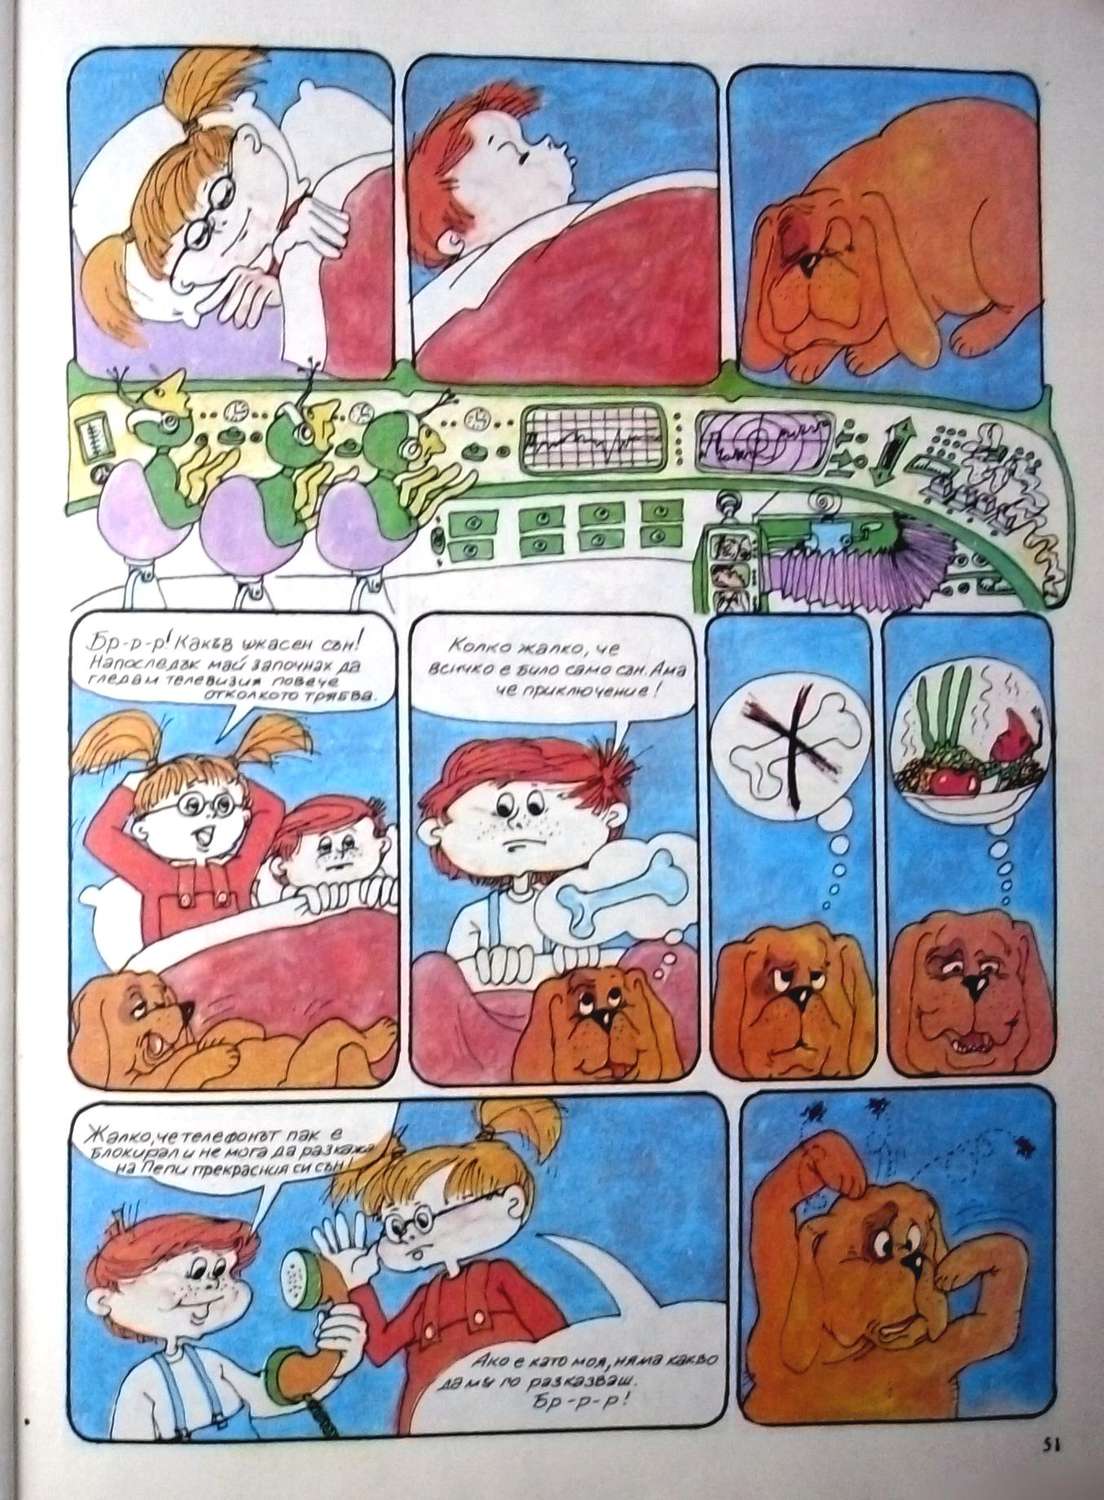 Бр-р-р! Какъв ужасен сън!
Напоследък май започнах да
гледам телевизия повече
отколкото трябва.
Колко жалко, че
всичко е било само сън. Ама
че приключение!
Жалко, че телефонът пак е
блокирал и не мога да разкажа
на Пепи прекрасния си сън!
Ако е като моя, няма какво
да му го разказваш.
Бр-р-р!
51